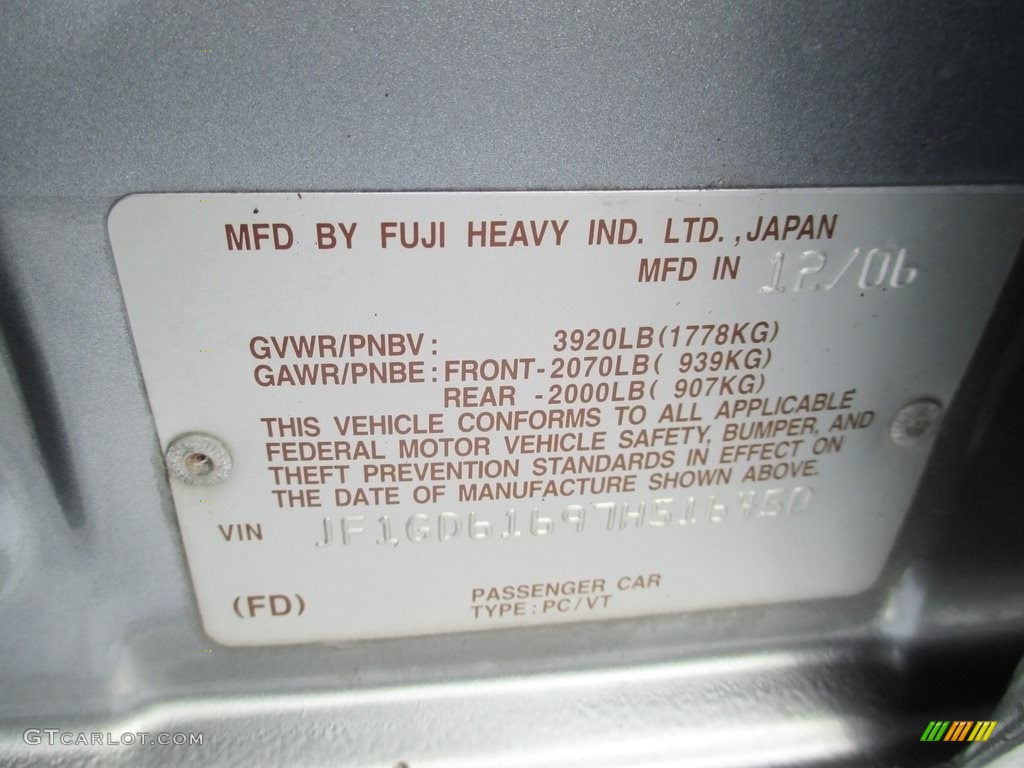 MFD BY FUJI HEAVY IND. LTD., JAPAN
MFD IN 12/06
GVWR/PNBV: 3920LB(1778KG)
GAWR/PNBE: FRONT-2070LB( 939KG)
REAR -2000LB( 907KG)
THIS VEHICLE CONFORMS TO ALL APPLICABLE
FEDERAL MOTOR VEHICLE SAFETY, BUMPER, AND
THEFT PREVENTION STANDARDS IN EFFECT ON
THE DATE OF MANUFACTURE SHOWN ABOVE.
VIN JF1GD61697H516450
(FD) PASSENGER CAR
TYPE: PC/VT
GTCARLOT.COM